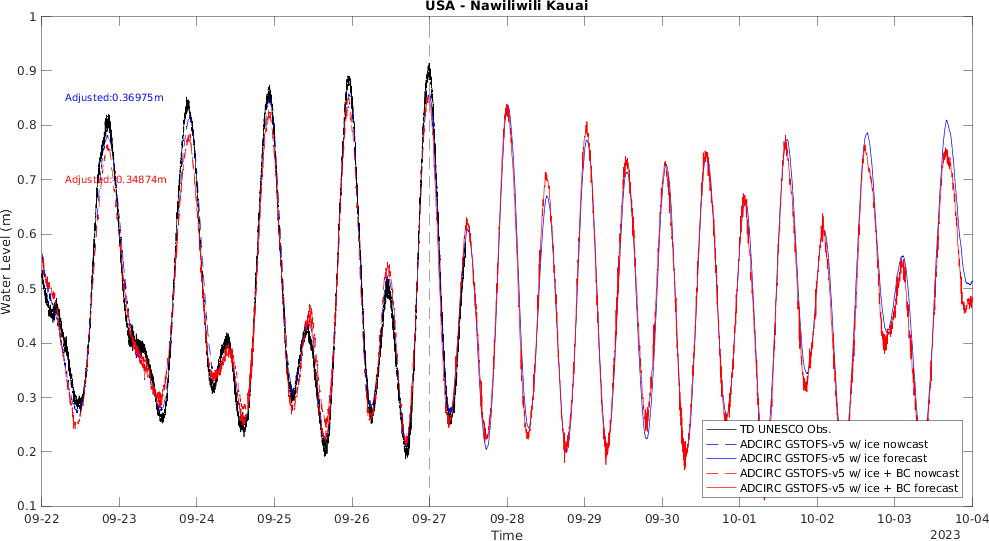 USA - Nawiliwili Kauai
1
0.9
0.8
0.7
0.6
0.5
0.4
0.3
0.2
0.1
Water Level (m)
Adjusted:0.36975m
Adjusted:0.34874m
TD UNESCO Obs.
ADCIRC GSTOFS-v5 w/ ice nowcast
ADCIRC GSTOFS-v5 w/ ice forecast
ADCIRC GSTOFS-v5 w/ ice + BC nowcast
ADCIRC GSTOFS-v5 w/ ice + BC forecast
09-22 09-23 09-24 09-25 09-26 09-27 09-28 09-29 09-30 10-01 10-02 10-03 10-04
Time
2023